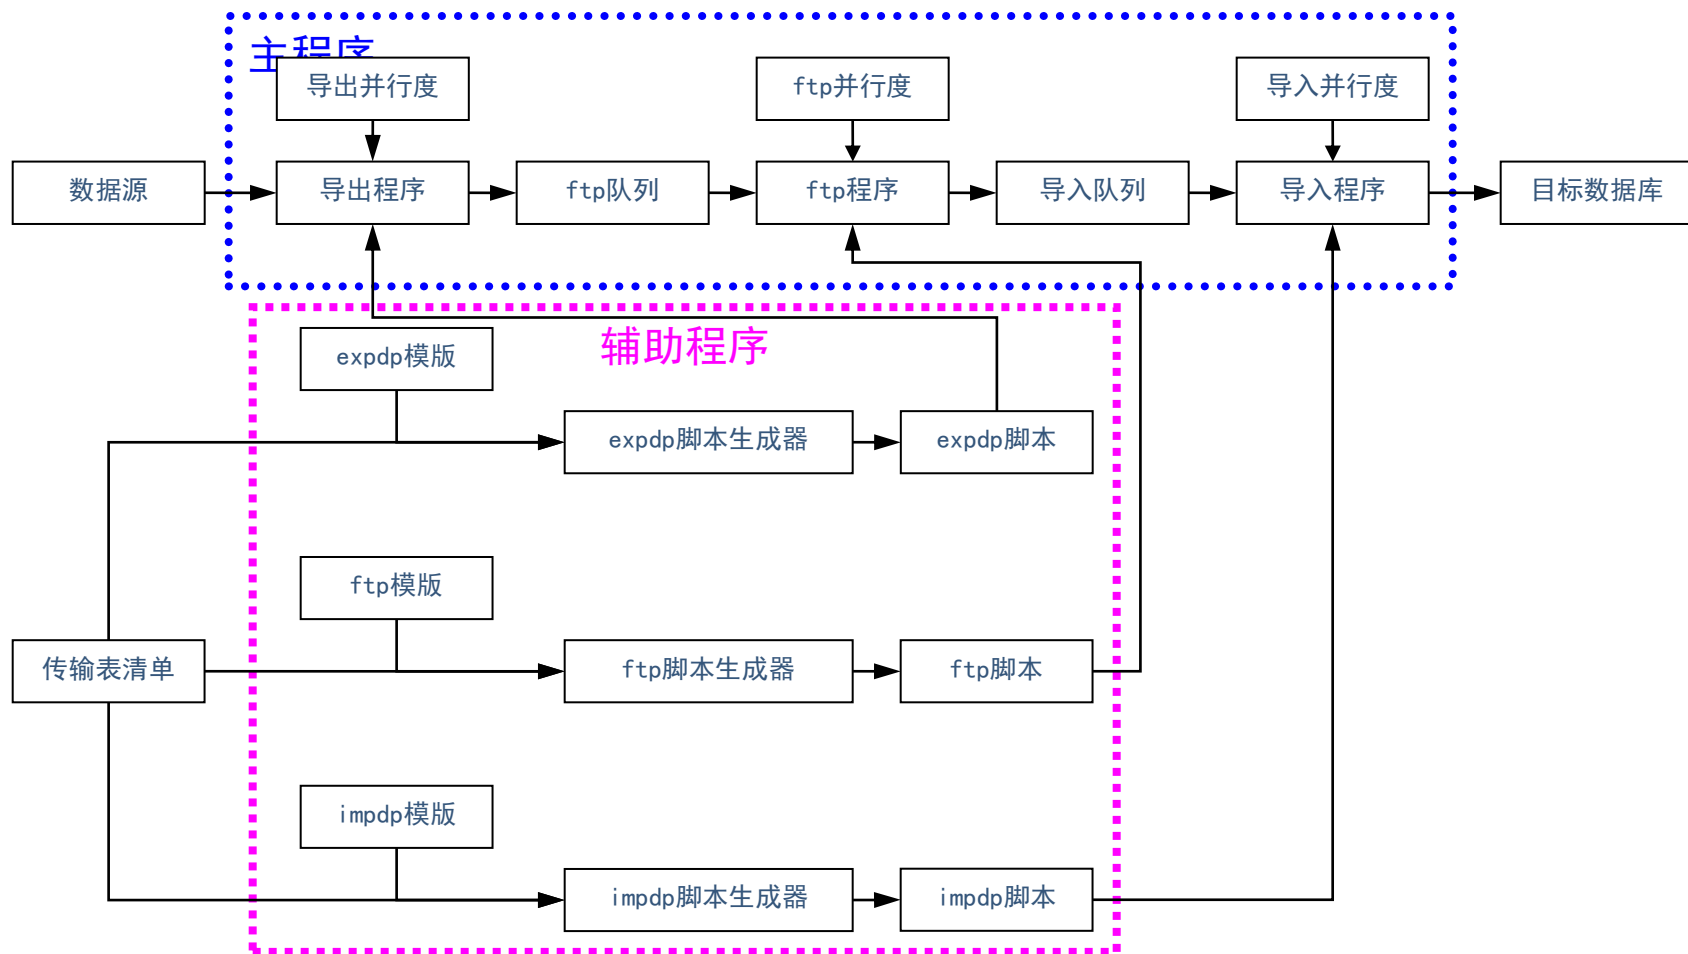 主程序
导出并行度
ftp并行度
导入并行度
数据源
导出程序
ftp队列
ftp程序
导入队列
导入程序
目标数据库
辅助程序
expdp模版
expdp脚本生成器
expdp脚本
ftp模版
传输表清单
ftp脚本生成器
ftp脚本
impdp模版
impdp脚本生成器
impdp脚本